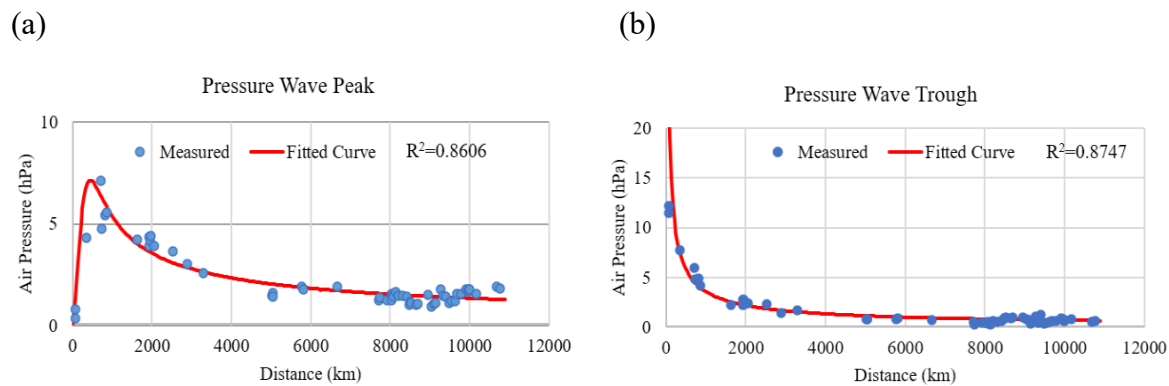 (a)
Pressure Wave Peak
10
Measured Fitted Curve R²=0.8606
5
0
0 2000 4000 6000 8000 10000 12000
Air Pressure (hPa)
Distance (km)
(b)
Pressure Wave Trough
20
Measured Fitted Curve R²=0.8747
15
10
5
0
0 2000 4000 6000 8000 10000 12000
Air Pressure (hPa)
Distance (km)